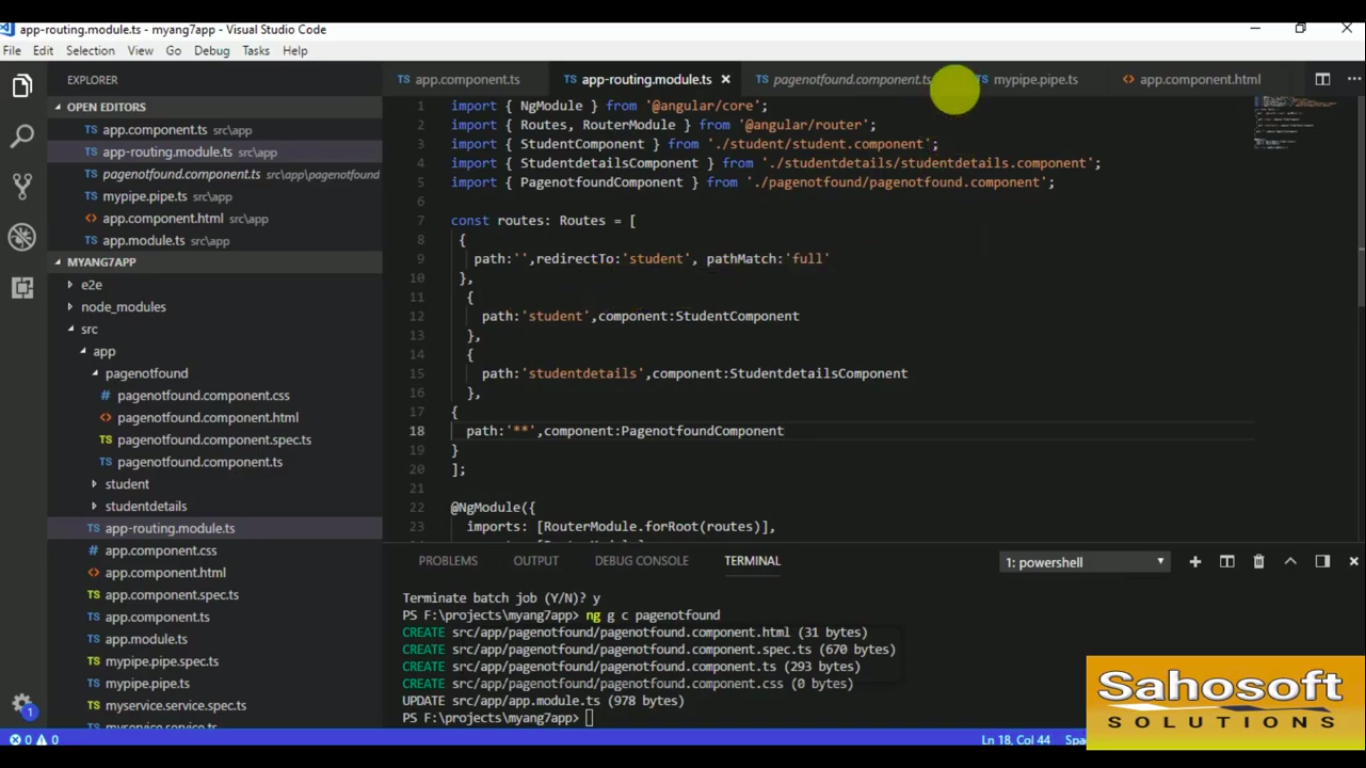 app-routing.module.ts - myang7app - Visual Studio Code
File Edit Selection View Go Debug Tasks Help
EXPLORER
OPEN EDITORS
TS app.component.ts src\app
TS app-routing.module.ts src\app
TS pagenotfound.component.ts src\app\pagenotfound
TS mypipe.pipe.ts src\app
<> app.component.html src\app
TS app.module.ts src\app
MYANG7APP
e2e
node_modules
src
app
pagenotfound
# pagenotfound.component.css
<> pagenotfound.component.html
TS pagenotfound.component.spec.ts
TS pagenotfound.component.ts
student
studentdetails
TS app-routing.module.ts
# app.component.css
<> app.component.html
TS app.component.spec.ts
TS app.component.ts
TS app.module.ts
TS mypipe.pipe.spec.ts
TS mypipe.pipe.ts
TS myservice.service.spec.ts
TS myservice.service.ts
1
TS app.component.ts TS app-routing.module.ts × TS pagenotfound.component.ts TS mypipe.pipe.ts <> app.component.html
1 import { NgModule } from '@angular/core';
2 import { Routes, RouterModule } from '@angular/router';
3 import { StudentComponent } from './student/student.component';
4 import { StudentdetailsComponent } from './studentdetails/studentdetails.component';
5 import { PagenotfoundComponent } from './pagenotfound/pagenotfound.component';
6
7 const routes: Routes = [
8 {
9 path:'',redirectTo:'student', pathMatch:'full'
10 },
11 {
12 path:'student',component:StudentComponent
13 },
14 {
15 path:'studentdetails',component:StudentdetailsComponent
16 },
17 {
18 path:'**',component:PagenotfoundComponent
19 }
20 ];
21
22 @NgModule({
23 imports: [RouterModule.forRoot(routes)],
PROBLEMS OUTPUT DEBUG CONSOLE TERMINAL 1: powershell
Terminate batch job (Y/N)? y
PS F:\projects\myang7app> ng g c pagenotfound
CREATE src/app/pagenotfound/pagenotfound.component.html (31 bytes)
CREATE src/app/pagenotfound/pagenotfound.component.spec.ts (670 bytes)
CREATE src/app/pagenotfound/pagenotfound.component.ts (293 bytes)
CREATE src/app/pagenotfound/pagenotfound.component.css (0 bytes)
UPDATE src/app/app.module.ts (978 bytes)
PS F:\projects\myang7app>
Sahosoft
SOLUTIONS
0 0 Ln 18, Col 44